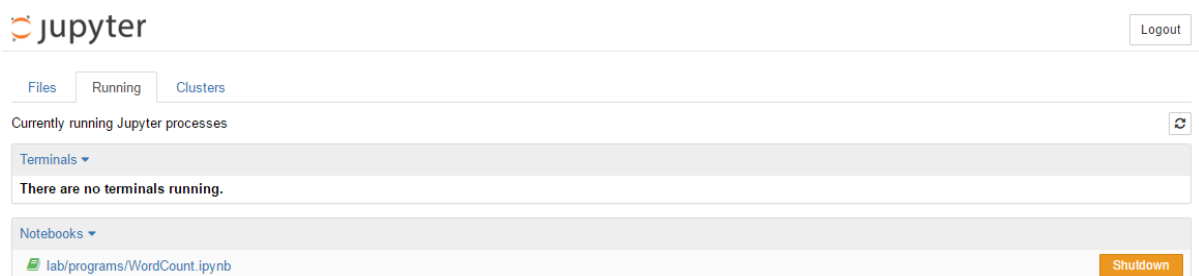 jupyter
Logout
Files Running Clusters
Currently running Jupyter processes
Terminals
There are no terminals running.
Notebooks
lab/programs/WordCount.ipynb Shutdown